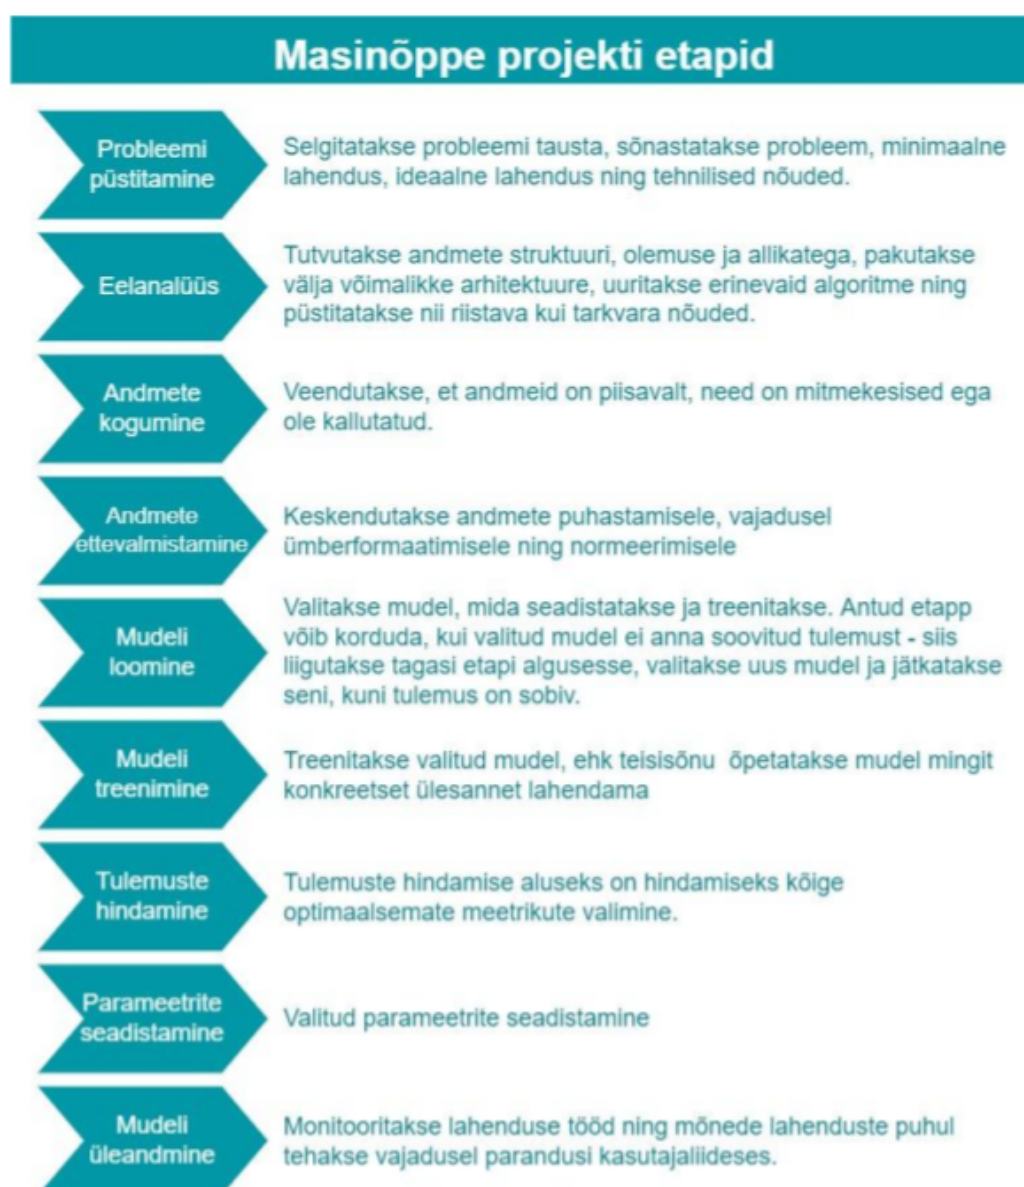 Masinõppe projekti etapid
Probleemi
püstitamine
Selgitatakse probleemi tausta, sõnastatakse probleem, minimaalne
lahendus, ideaalne lahendus ning tehnilised nõuded.
Eelanalüüs
Tutvutakse andmete struktuuri, olemuse ja allikatega, pakutakse
välja võimalikke arhitektuure, uuritakse erinevaid algoritme ning
püstitatakse nii riistava kui tarkvara nõuded.
Andmete
kogumine
Veendutakse, et andmeid on piisavalt, need on mitmekesised ega
ole kallutatud.
Andmete
ettevalmistamine
Keskendutakse andmete puhastamisele, vajadusel
ümberformaatimisele ning normeerimisele
Mudeli
loomine
Valitakse mudel, mida seadistatakse ja treenitakse. Antud etapp
võib korduda, kui valitud mudel ei anna soovitud tulemust - siis
liigutakse tagasi etapi algusesse, valitakse uus mudel ja jätkatakse
seni, kuni tulemus on sobiv.
Mudeli
treenimine
Treenitakse valitud mudel, ehk teisisõnu õpetatakse mudel mingit
konkreetset ülesannet lahendama
Tulemuste
hindamine
Tulemuste hindamise aluseks on hindamiseks kõige
optimaalsemate meetrikute valimine.
Parameetrite
seadistamine
Valitud parameetrite seadistamine
Mudeli
üleandmine
Monitooritakse lahenduse tööd ning mõnede lahenduste puhul
tehakse vajadusel parandusi kasutajaliideses.